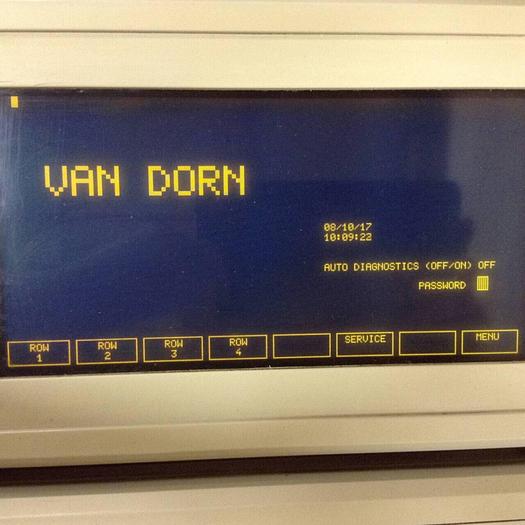 VAN DORN
08/10/17
10:09:22
AUTO DIAGNOSTICS (OFF/ON) OFF
PASSWORD
ROW
1
ROW
2
ROW
3
ROW
4
SERVICE
MENU